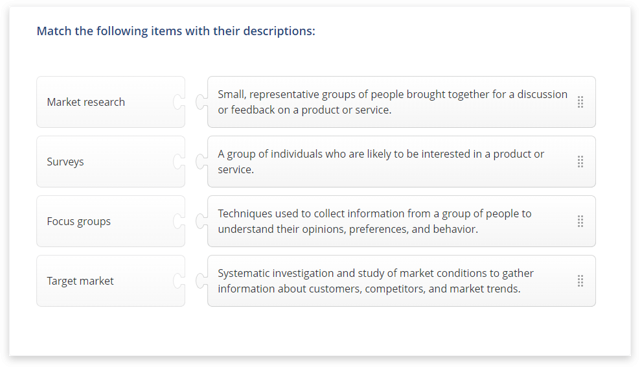 Match the following items with their descriptions:
Market research
Small, representative groups of people brought together for a discussion
or feedback on a product or service.
Surveys
A group of individuals who are likely to be interested in a product or
service.
Focus groups
Techniques used to collect information from a group of people to
understand their opinions, preferences, and behavior.
Target market
Systematic investigation and study of market conditions to gather
information about customers, competitors, and market trends.